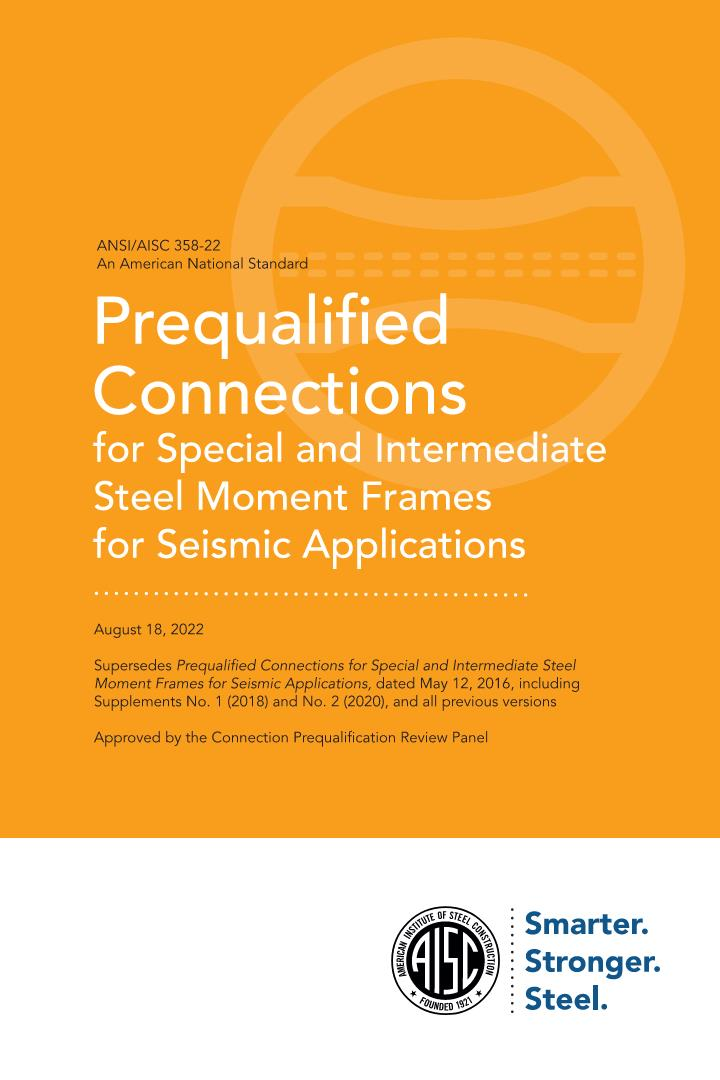 ANSI/AISC 358-22
An American National Standard
Prequalified
Connections
for Special and Intermediate
Steel Moment Frames
for Seismic Applications
August 18, 2022
Supersedes Prequalified Connections for Special and Intermediate Steel
Moment Frames for Seismic Applications, dated May 12, 2016, including
Supplements No. 1 (2018) and No. 2 (2020), and all previous versions
Approved by the Connection Prequalification Review Panel
AMERICAN INSTITUTE OF STEEL CONSTRUCTION
AISC
FOUNDED 1921
Smarter.
Stronger.
Steel.